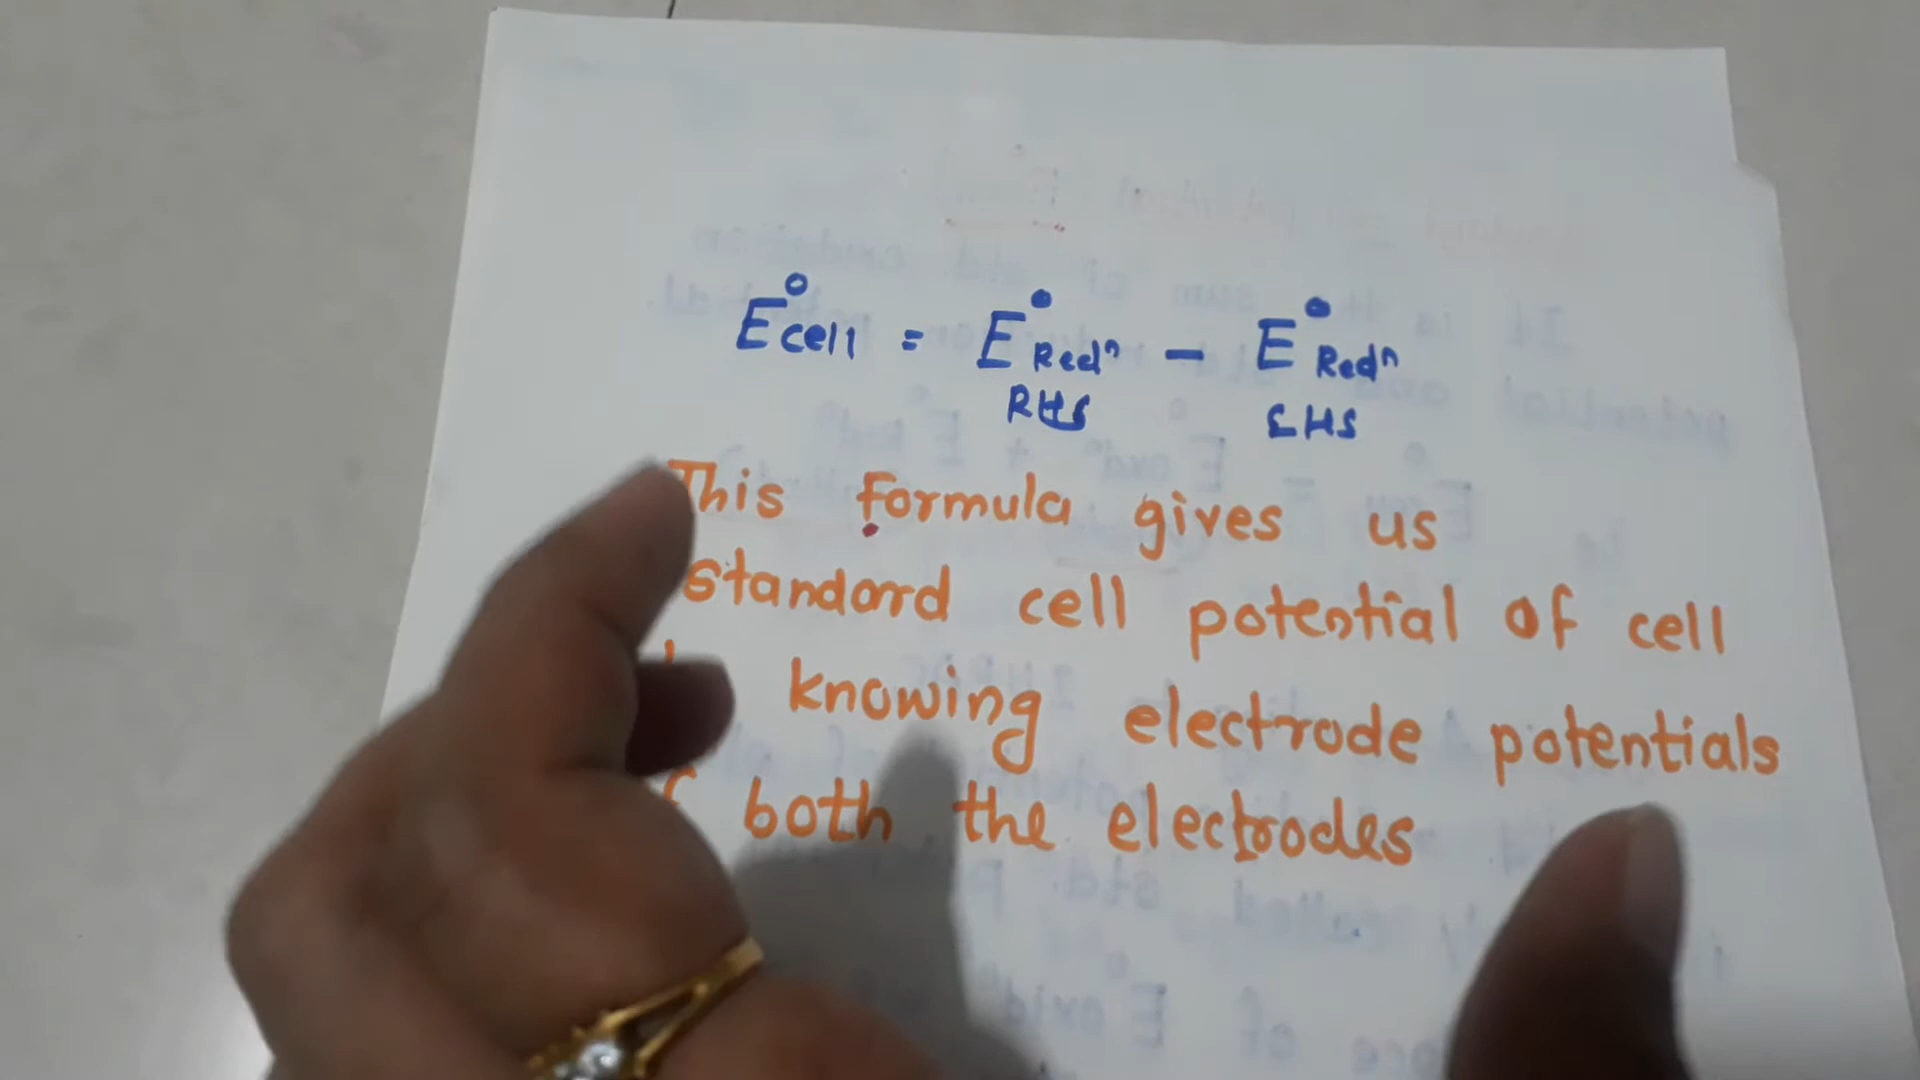 E°cell = E°Redⁿ - E°Redⁿ
RHS LHS
This formula gives us
standard cell potential of cell
knowing electrode potentials
both the electrodes